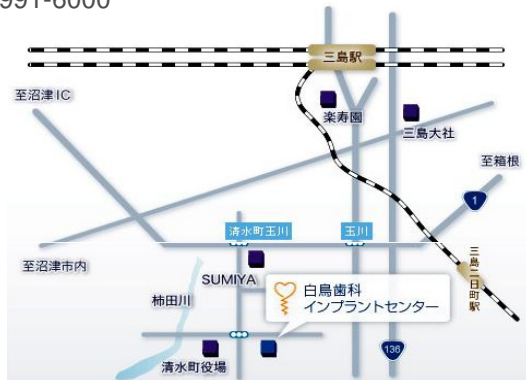 991-6000
三島駅
至沼津IC
楽寿園
三島大社
至箱根
1
清水町玉川
玉川
至沼津市内
SUMIYA
三島二日町駅
柿田川
白鳥歯科
インプラントセンター
清水町役場
136